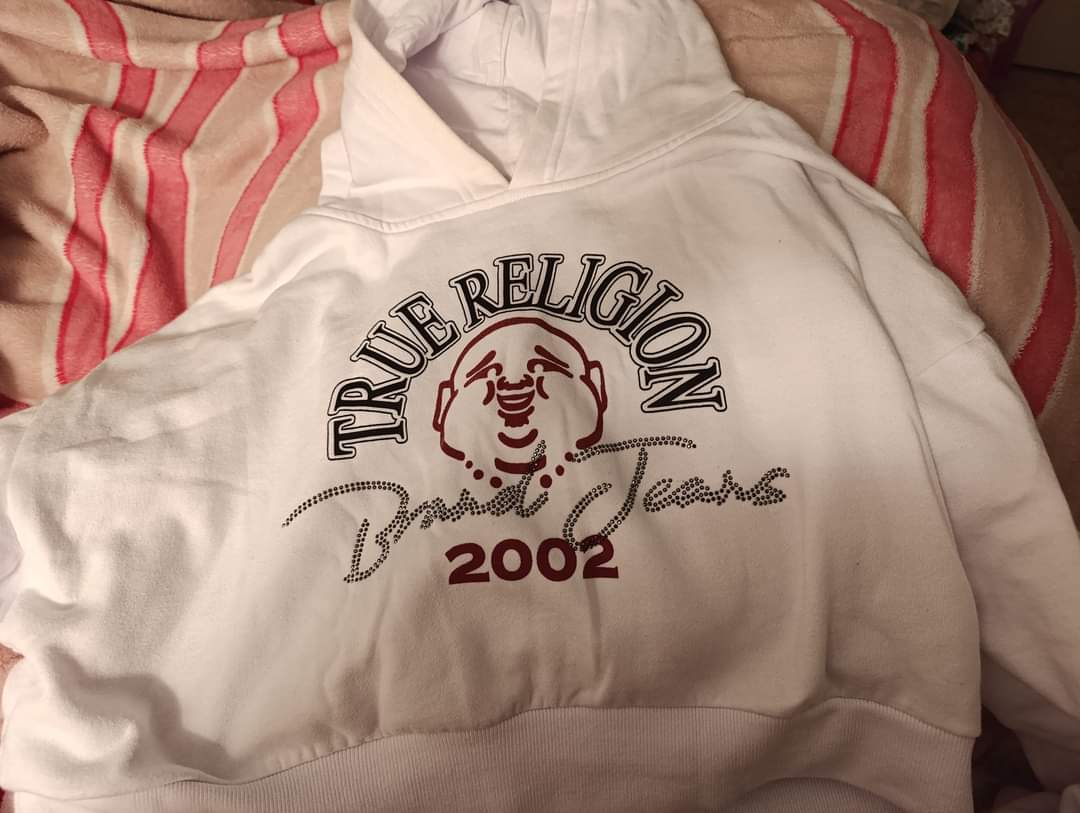 TRUE RELIGION
Brand Jeans
2002